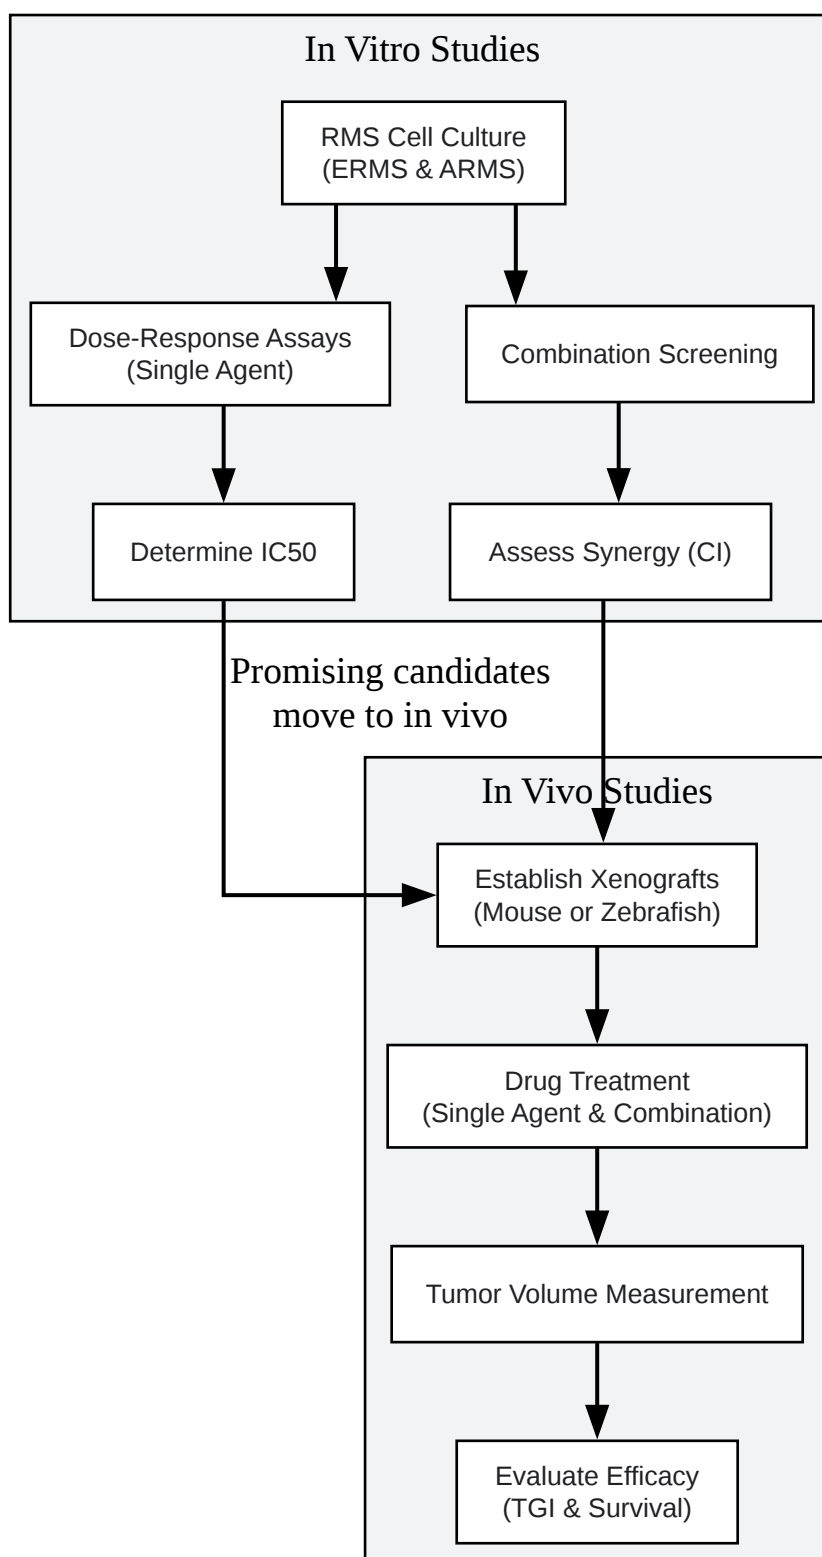 In Vitro Studies
RMS Cell Culture
(ERMS & ARMS)
Dose-Response Assays
(Single Agent)
Combination Screening
Determine IC50
Assess Synergy (CI)
Promising candidates
move to in vivo
In Vivo Studies
Establish Xenografts
(Mouse or Zebrafish)
Drug Treatment
(Single Agent & Combination)
Tumor Volume Measurement
Evaluate Efficacy
(TGI & Survival)